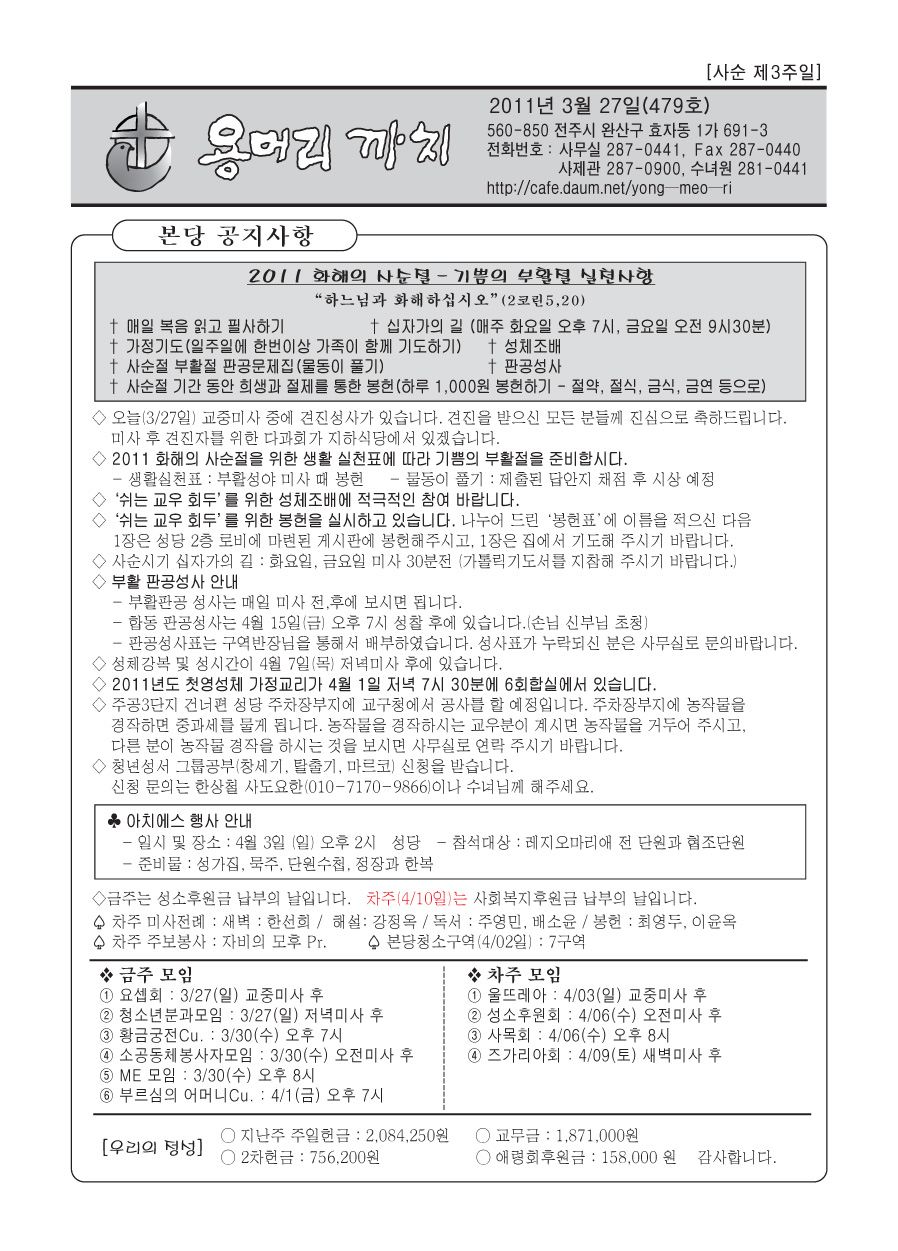 [사순 제3주일]
용머리 까치
2011년 3월 27일(479호)
560-850 전주시 완산구 효자동 1가 691-3
전화번호 : 사무실 287-0441, Fax 287-0440
사제관 287-0900, 수녀원 281-0441
http://cafe.daum.net/yong—meo—ri
본당 공지사항
2011 화해의 사순절 - 기쁨의 부활절 실천사항
“하느님과 화해하십시오”(2코린5,20)
† 매일 복음 읽고 필사하기 † 십자가의 길 (매주 화요일 오후 7시, 금요일 오전 9시30분)
† 가정기도(일주일에 한번이상 가족이 함께 기도하기) † 성체조배
† 사순절 부활절 판공문제집(물동이 풀기) † 판공성사
† 사순절 기간 동안 희생과 절제를 통한 봉헌(하루 1,000원 봉헌하기 - 절약, 절식, 금식, 금연 등으로)
◇ 오늘(3/27일) 교중미사 중에 견진성사가 있습니다. 견진을 받으신 모든 분들께 진심으로 축하드립니다.
미사 후 견진자를 위한 다과회가 지하식당에서 있겠습니다.
◇ 2011 화해의 사순절을 위한 생활 실천표에 따라 기쁨의 부활절을 준비합시다.
- 생활실천표 : 부활성야 미사 때 봉헌 - 물동이 풀기 : 제출된 답안지 채점 후 시상 예정
◇ ‘쉬는 교우 회두’를 위한 성체조배에 적극적인 참여 바랍니다.
◇ ‘쉬는 교우 회두’를 위한 봉헌을 실시하고 있습니다. 나누어 드린 ‘봉헌표’에 이름을 적으신 다음
1장은 성당 2층 로비에 마련된 게시판에 봉헌해주시고, 1장은 집에서 기도해 주시기 바랍니다.
◇ 사순시기 십자가의 길 : 화요일, 금요일 미사 30분전 (가톨릭기도서를 지참해 주시기 바랍니다.)
◇ 부활 판공성사 안내
- 부활판공 성사는 매일 미사 전,후에 보시면 됩니다.
- 합동 판공성사는 4월 15일(금) 오후 7시 성찰 후에 있습니다.(손님 신부님 초청)
- 판공성사표는 구역반장님을 통해서 배부하였습니다. 성사표가 누락되신 분은 사무실로 문의바랍니다.
◇ 성체강복 및 성시간이 4월 7일(목) 저녁미사 후에 있습니다.
◇ 2011년도 첫영성체 가정교리가 4월 1일 저녁 7시 30분에 6회합실에서 있습니다.
◇ 주공3단지 건너편 성당 주차장부지에 교구청에서 공사를 할 예정입니다. 주차장부지에 농작물을
경작하면 중과세를 물게 됩니다. 농작물을 경작하시는 교우분이 계시면 농작물을 거두어 주시고,
다른 분이 농작물 경작을 하시는 것을 보시면 사무실로 연락 주시기 바랍니다.
◇ 청년성서 그룹공부(창세기, 탈출기, 마르코) 신청을 받습니다.
신청 문의는 한상철 사도요한(010-7170-9866)이나 수녀님께 해주세요.
♣ 아치에스 행사 안내
- 일시 및 장소 : 4월 3일 (일) 오후 2시 성당 - 참석대상 : 레지오마리애 전 단원과 협조단원
- 준비물 : 성가집, 묵주, 단원수첩, 정장과 한복
◇금주는 성소후원금 납부의 날입니다. 차주(4/10일)는 사회복지후원금 납부의 날입니다.
♤ 차주 미사전례 : 새벽 : 한선희 / 해설: 강정옥 / 독서 : 주영민, 배소윤 / 봉헌 : 최영두, 이윤옥
♤ 차주 주보봉사 : 자비의 모후 Pr. ♤ 본당청소구역(4/02일) : 7구역
❖ 금주 모임
① 요셉회 : 3/27(일) 교중미사 후
② 청소년분과모임 : 3/27(일) 저녁미사 후
③ 황금궁전Cu. : 3/30(수) 오후 7시
④ 소공동체봉사자모임 : 3/30(수) 오전미사 후
⑤ ME 모임 : 3/30(수) 오후 8시
⑥ 부르심의 어머니Cu. : 4/1(금) 오후 7시
❖ 차주 모임
① 울뜨레아 : 4/03(일) 교중미사 후
② 성소후원회 : 4/06(수) 오전미사 후
③ 사목회 : 4/06(수) 오후 8시
④ 즈가리아회 : 4/09(토) 새벽미사 후
[우리의 정성]
○ 지난주 주일헌금 : 2,084,250원 ○ 교무금 : 1,871,000원
○ 2차헌금 : 756,200원 ○ 애령회후원금 : 158,000 원 감사합니다.